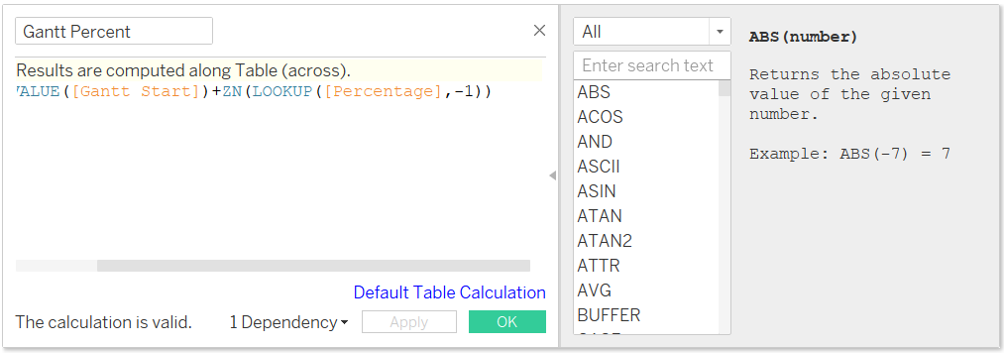 Gantt Percent
Results are computed along Table (across).
ALUE([Gantt Start])+ZN(LOOKUP([Percentage],-1))
Default Table Calculation
The calculation is valid.
1 Dependency
Apply
OK
All
Enter search text
ABS
ACOS
AND
ASCII
ASIN
ATAN
ATAN2
ATTR
AVG
BUFFER
ABS(number)
Returns the absolute
value of the given
number.
Example: ABS(-7) = 7